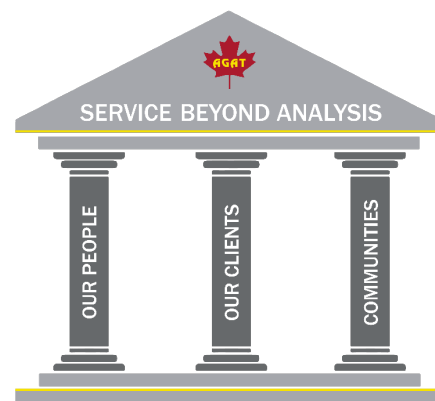 AGAT
SERVICE BEYOND ANALYSIS
OUR PEOPLE
OUR CLIENTS
COMMUNITIES